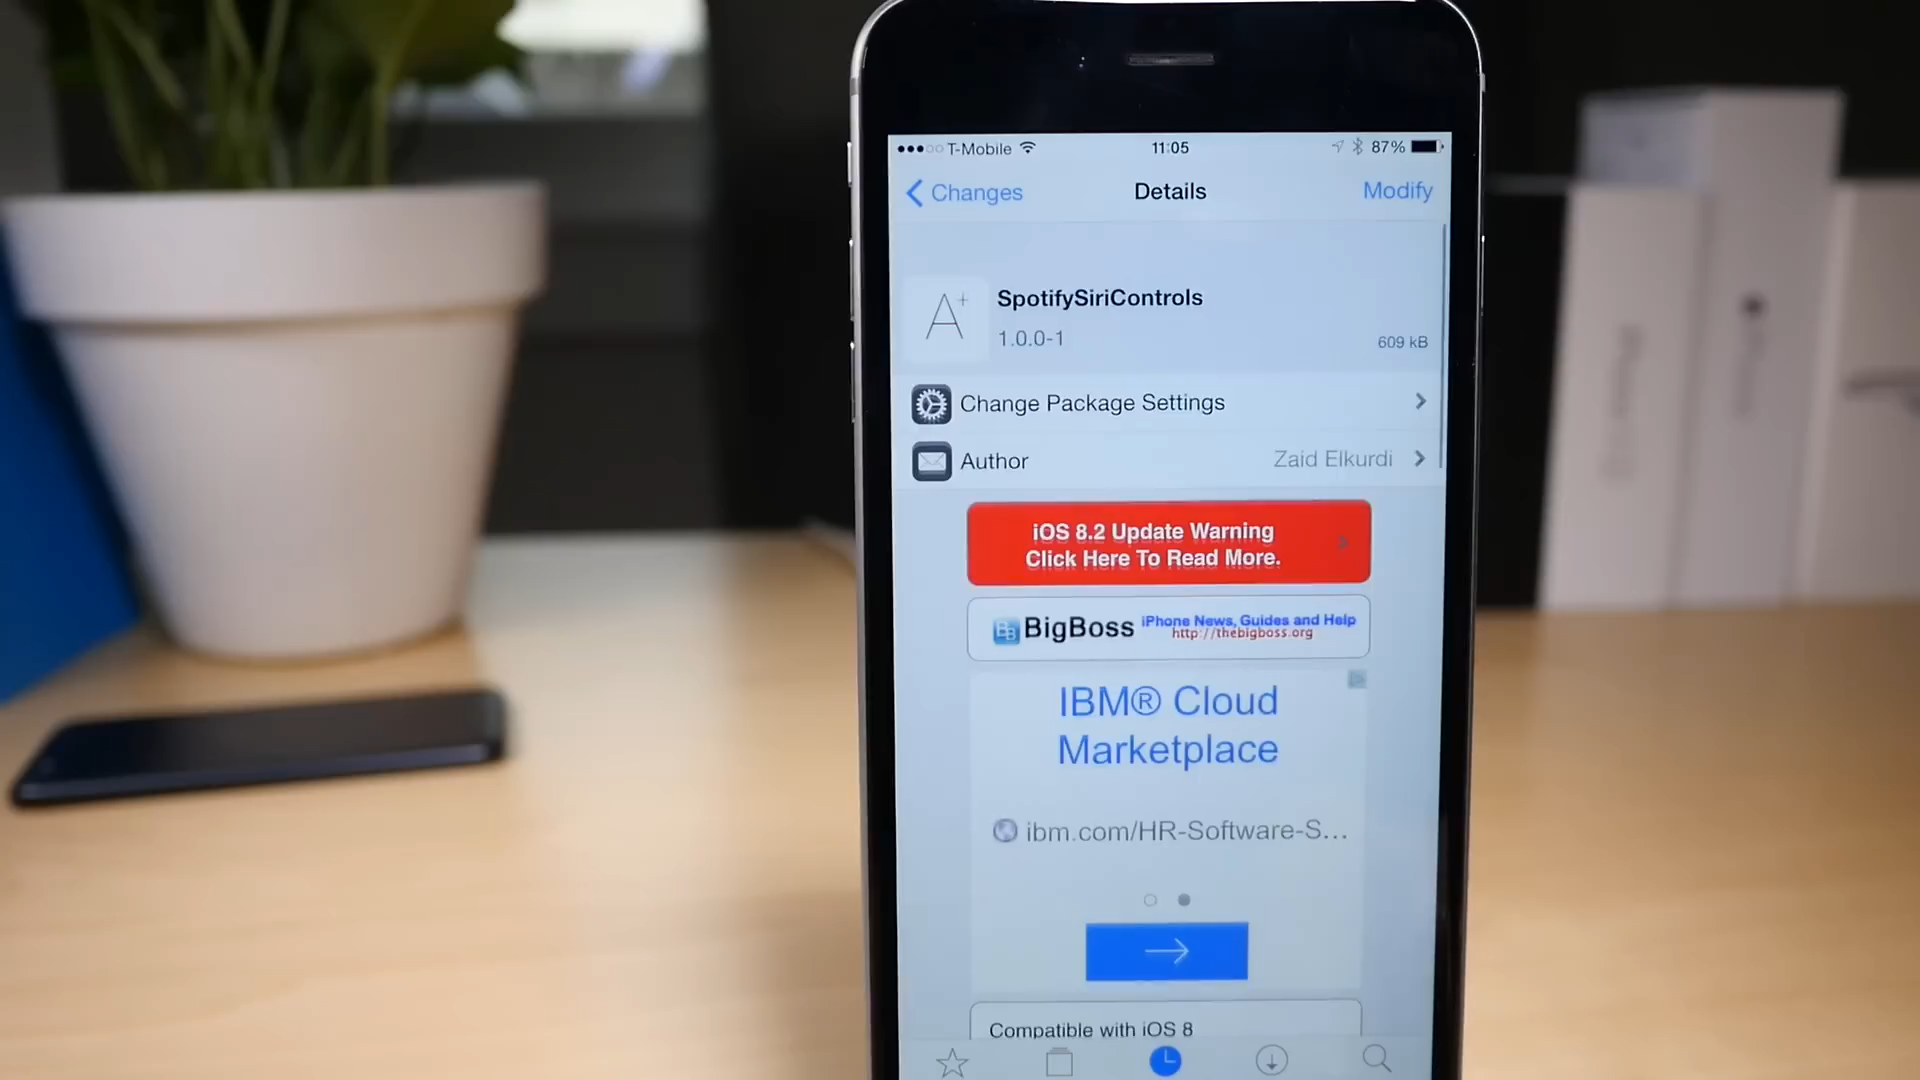 T-Mobile 11:05 87%
Changes Details Modify
A+
SpotifySiriControls
1.0.0-1 609 kB
Change Package Settings
Author Zaid Elkurdi
iOS 8.2 Update Warning
Click Here To Read More.
BigBoss iPhone News, Guides and Help
http://thebigboss.org
IBM® Cloud
Marketplace
ibm.com/HR-Software-S...
Compatible with iOS 8